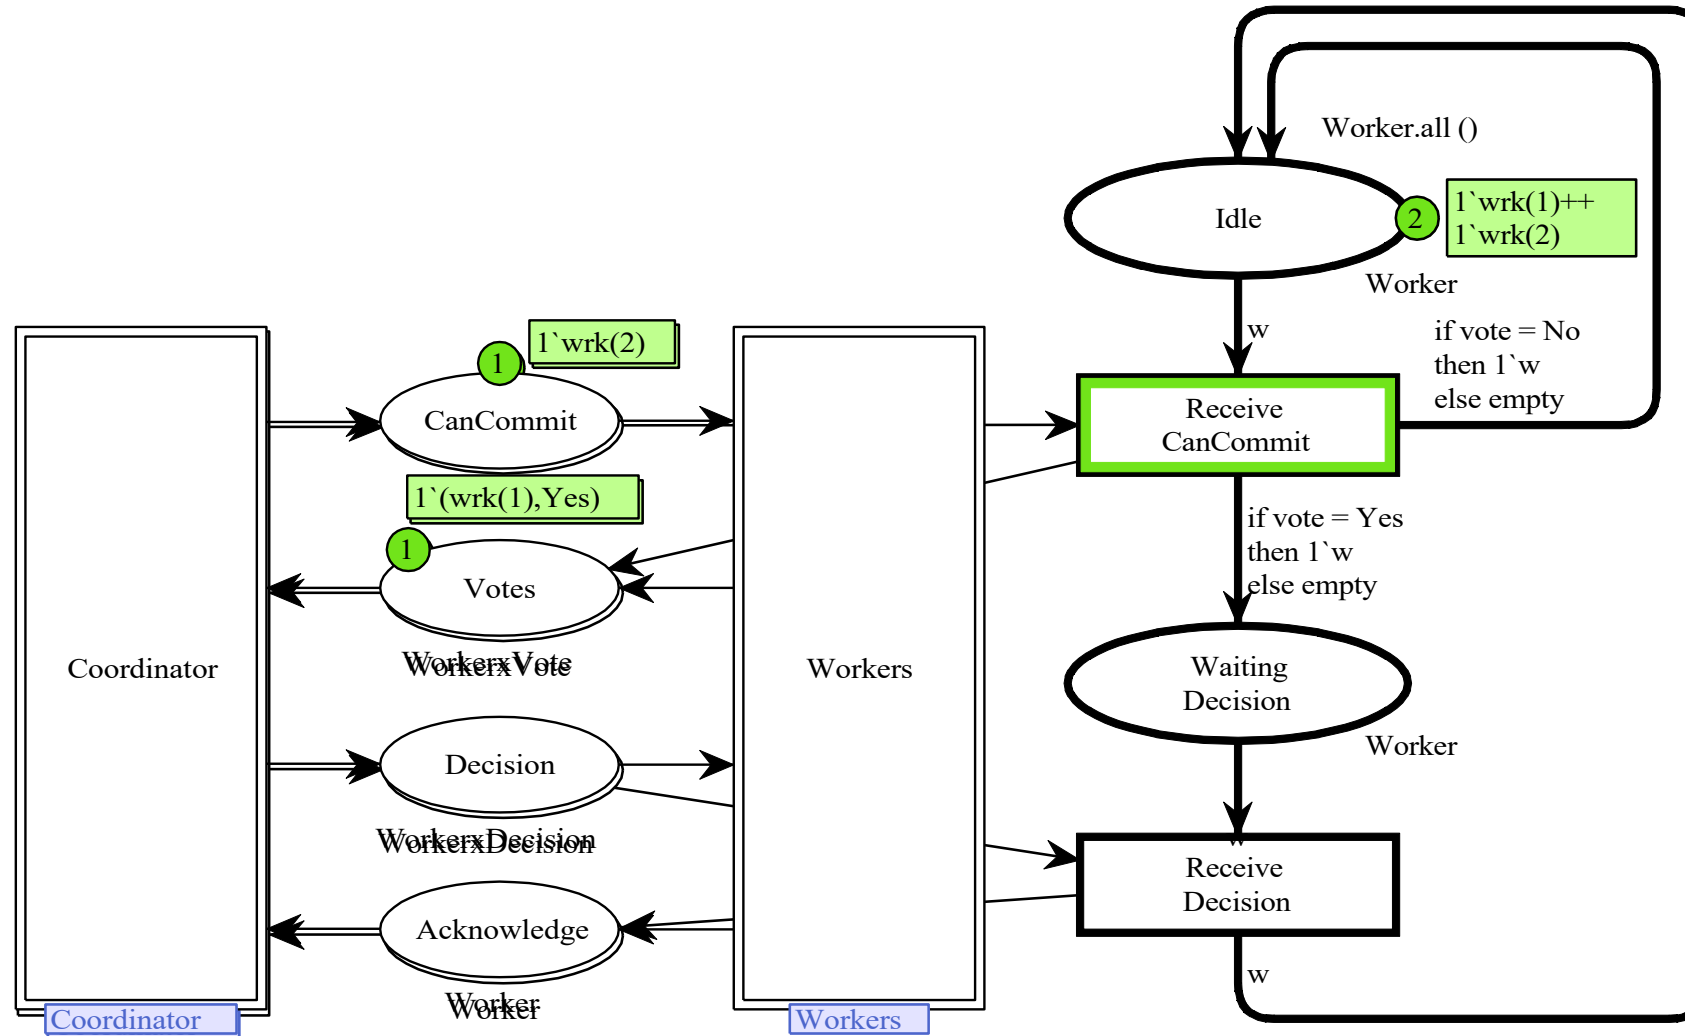 Worker.all ()
Idle
2
1`wrk(1)++
1`wrk(2)
Worker
w
if vote = No
then 1`w
else empty
1`wrk(2)
1
CanCommit
Receive
CanCommit
1`(wrk(1),Yes)
1
Votes
WorkerxVote
if vote = Yes
then 1`w
else empty
Coordinator
Workers
Waiting
Decision
Worker
Decision
WorkerxDecision
w
Receive
Decision
Acknowledge
Worker
w
Coordinator
Workers